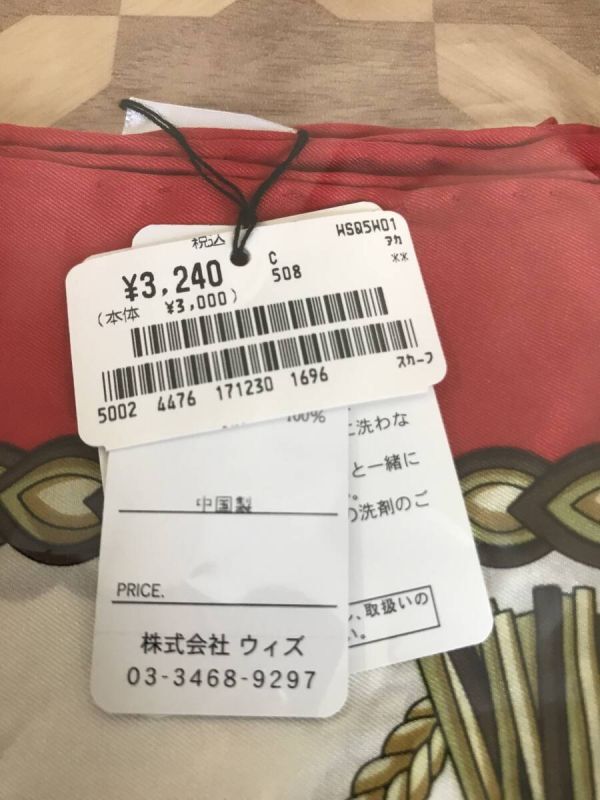 税込 WSQ5W01
¥3,240 C アカ
508 **
(本体 ¥3,000)
スカーフ
5002 4476 171230 1696
100%
に洗わな
と一緒に
の洗剤のご
中国製
PRICE.
、取扱いの
い。
株式会社 ウィズ
03-3468-9297